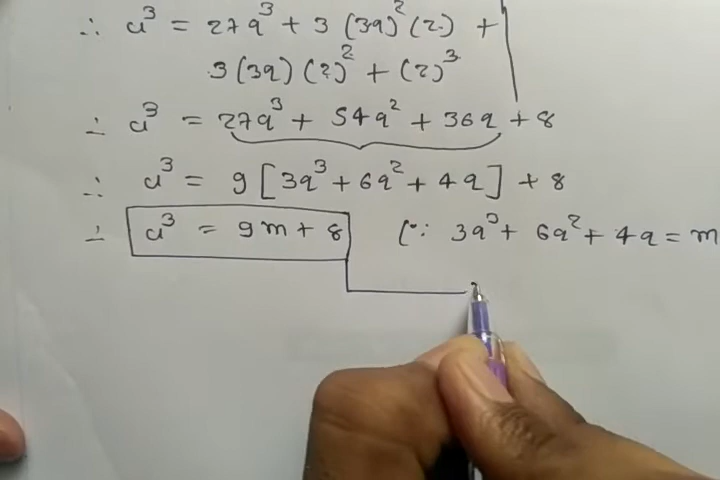 ∴ a³ = 27q³ + 3 (3q)² (2) +
3 (3q) (2)² + (2)³
∴ a³ = 27q³ + 54q² + 36q + 8
∴ a³ = 9 [3q³ + 6q² + 4q] + 8
∴ a³ = 9m + 8 (∵ 3q³ + 6q² + 4q = m